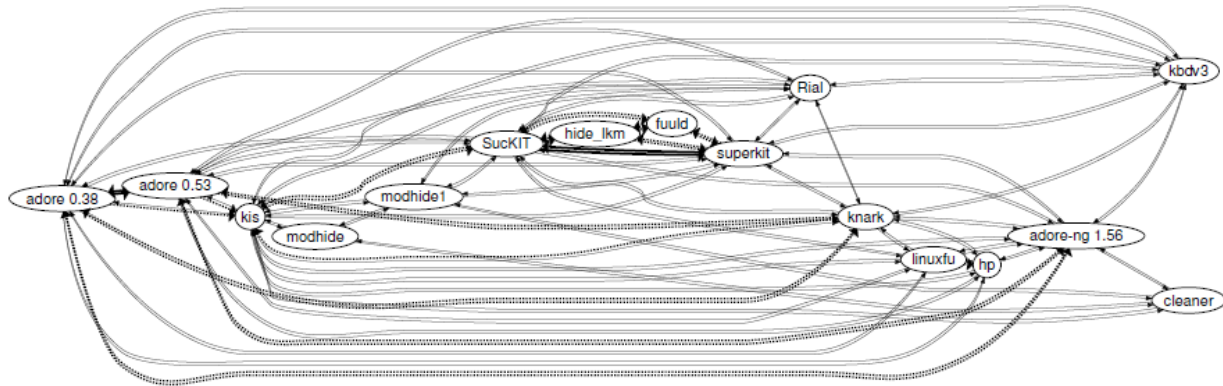 kbdv3
Rial
fuuld
hide_lkm
SucKIT
superkit
adore 0.53
adore 0.38
modhide1
kis
knark
modhide
adore-ng 1.56
linuxfu
hp
cleaner